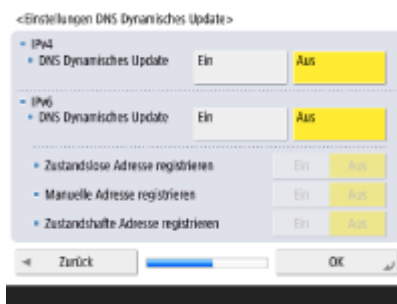 <Einstellungen DNS Dynamisches Update>
IPv4
DNS Dynamisches Update Ein Aus
IPv6
DNS Dynamisches Update Ein Aus
Zustandslose Adresse registrieren Ein Aus
Manuelle Adresse registrieren Ein Aus
Zustandshafte Adresse registrieren Ein Aus
Zurück OK